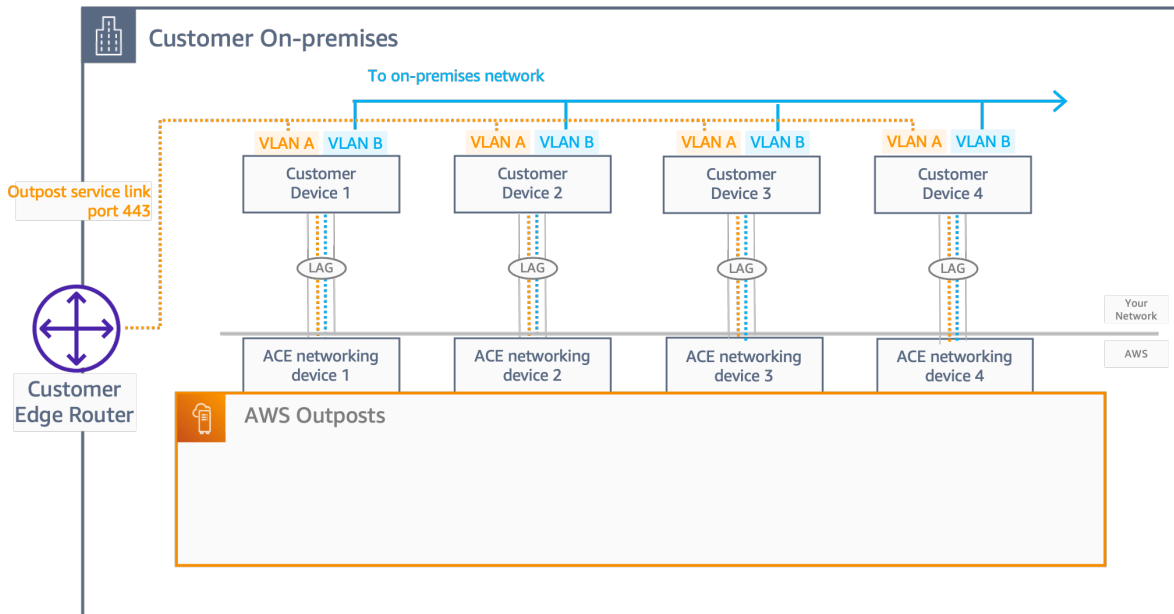 Customer On-premises
To on-premises network
VLAN A VLAN B
VLAN A VLAN B
VLAN A VLAN B
VLAN A VLAN B
Customer
Device 1
Customer
Device 2
Customer
Device 3
Customer
Device 4
Outpost service link
port 443
LAG
LAG
LAG
LAG
Your
Network
AWS
ACE networking
device 1
ACE networking
device 2
ACE networking
device 3
ACE networking
device 4
Customer
Edge Router
AWS Outposts